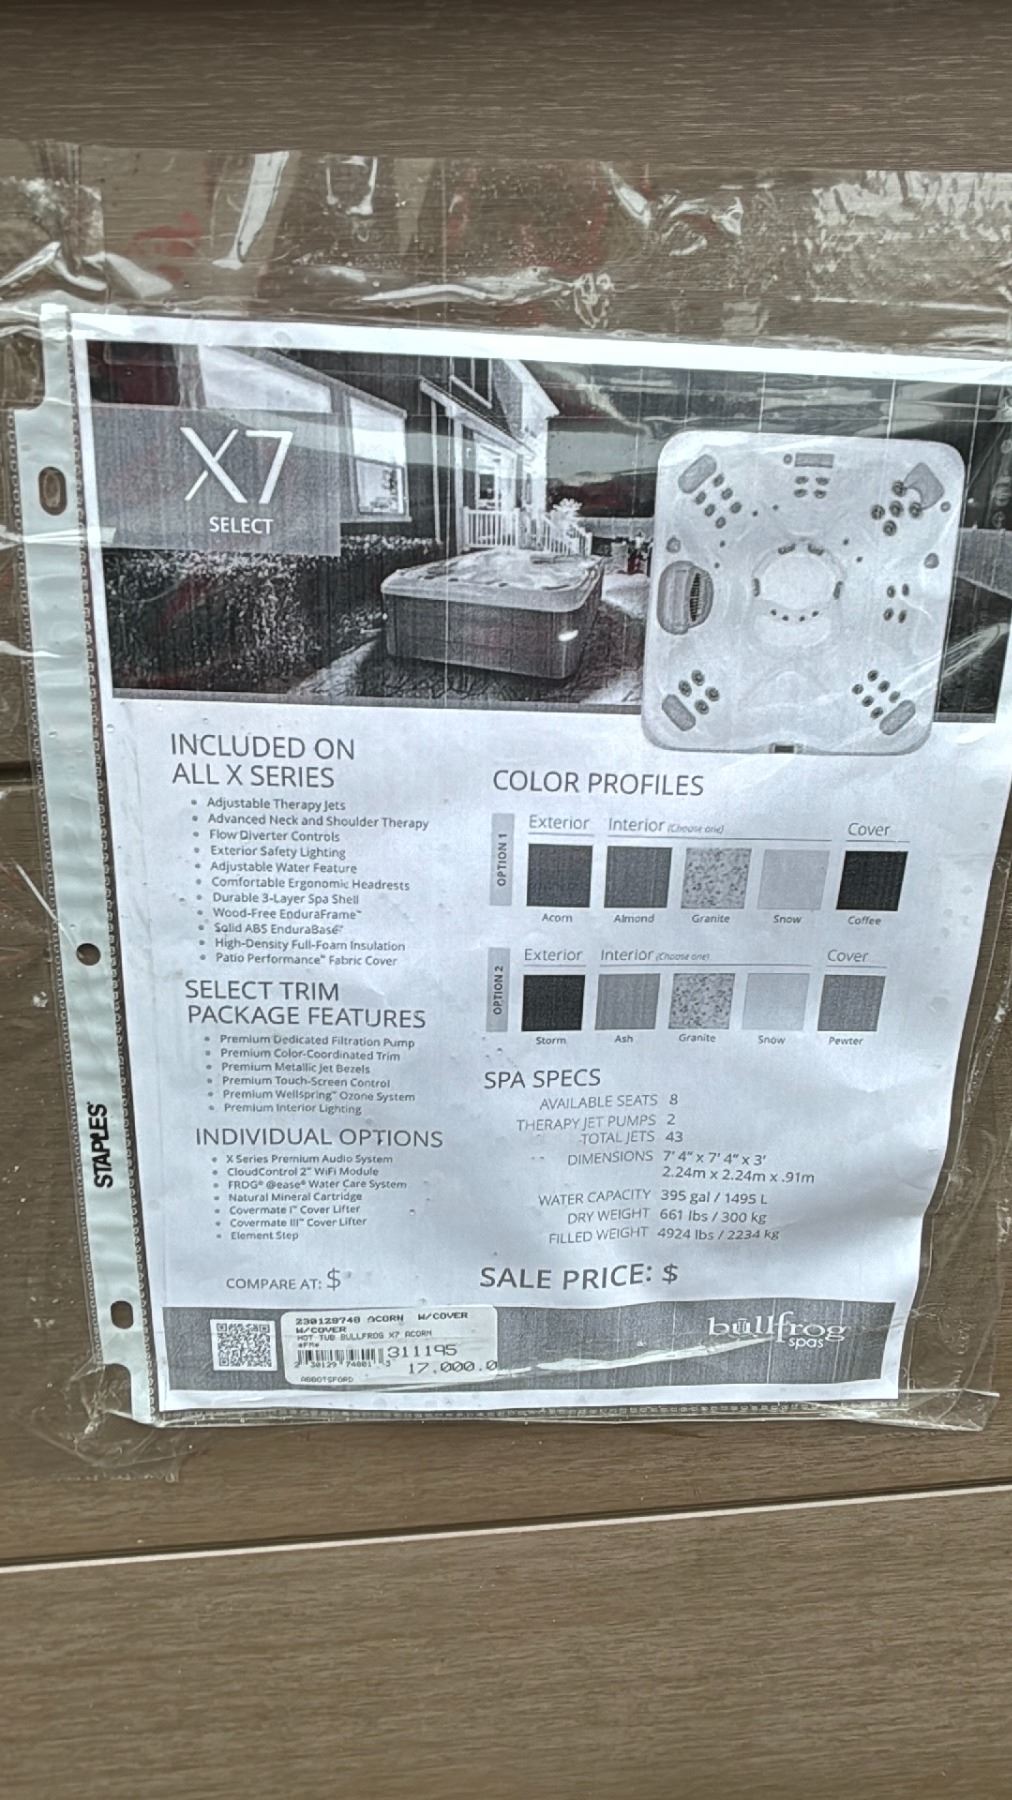 X7
SELECT
INCLUDED ON
ALL X SERIES
• Adjustable Therapy Jets
• Advanced Neck and Shoulder Therapy
• Flow Diverter Controls
• Exterior Safety Lighting
• Adjustable Water Feature
• Comfortable Ergonomic Headrests
• Durable 3-Layer Spa Shell
• Wood-Free EnduraFrame™
• Solid ABS EnduraBase™
• High-Density Full-Foam Insulation
• Patio Performance™ Fabric Cover
SELECT TRIM
PACKAGE FEATURES
• Premium Dedicated Filtration Pump
• Premium Color-Coordinated Trim
• Premium Metallic Jet Bezels
• Premium Touch-Screen Control
• Premium Wellspring™ Ozone System
• Premium Interior Lighting
INDIVIDUAL OPTIONS
• X Series Premium Audio System
• CloudControl 2™ WiFi Module
• FROG® @ease® Water Care System
• Natural Mineral Cartridge
• Covermate I™ Cover Lifter
• Covermate III™ Cover Lifter
• Element Step
COMPARE AT: $
COLOR PROFILES
OPTION 1
Exterior Interior (Choose one) Cover
Acorn Almond Granite Snow Coffee
OPTION 2
Exterior Interior (Choose one) Cover
Storm Ash Granite Snow Pewter
SPA SPECS
AVAILABLE SEATS 8
THERAPY JET PUMPS 2
TOTAL JETS 43
DIMENSIONS 7' 4" x 7' 4" x 3'
2.24m x 2.24m x .91m
WATER CAPACITY 395 gal / 1495 L
DRY WEIGHT 661 lbs / 300 kg
FILLED WEIGHT 4924 lbs / 2234 kg
SALE PRICE: $
230129748 ACORN W/COVER
W/COVER
HOT TUB BULLFROG X7 ACORN
311195
2 30129 74801 3
17,000.0
ABBOTSFORD
bullfrog
spas
STAPLES